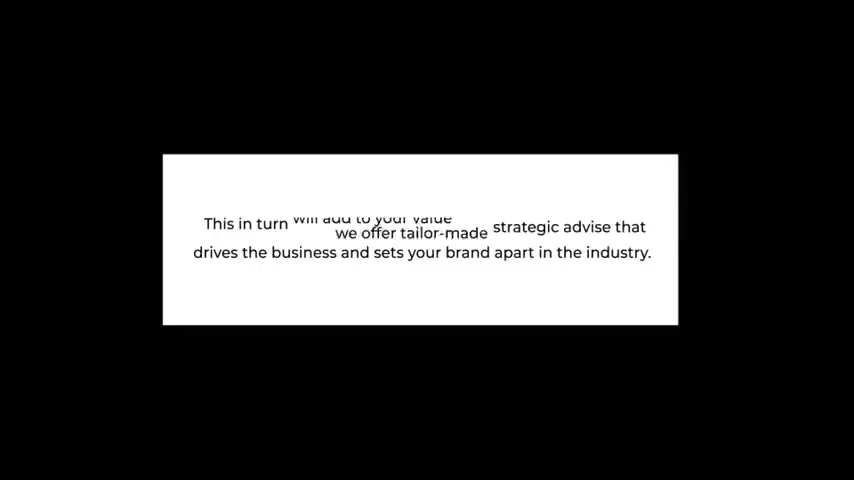 This in turn will add to your value
we offer tailor-made strategic advise that
drives the business and sets your brand apart in the industry.